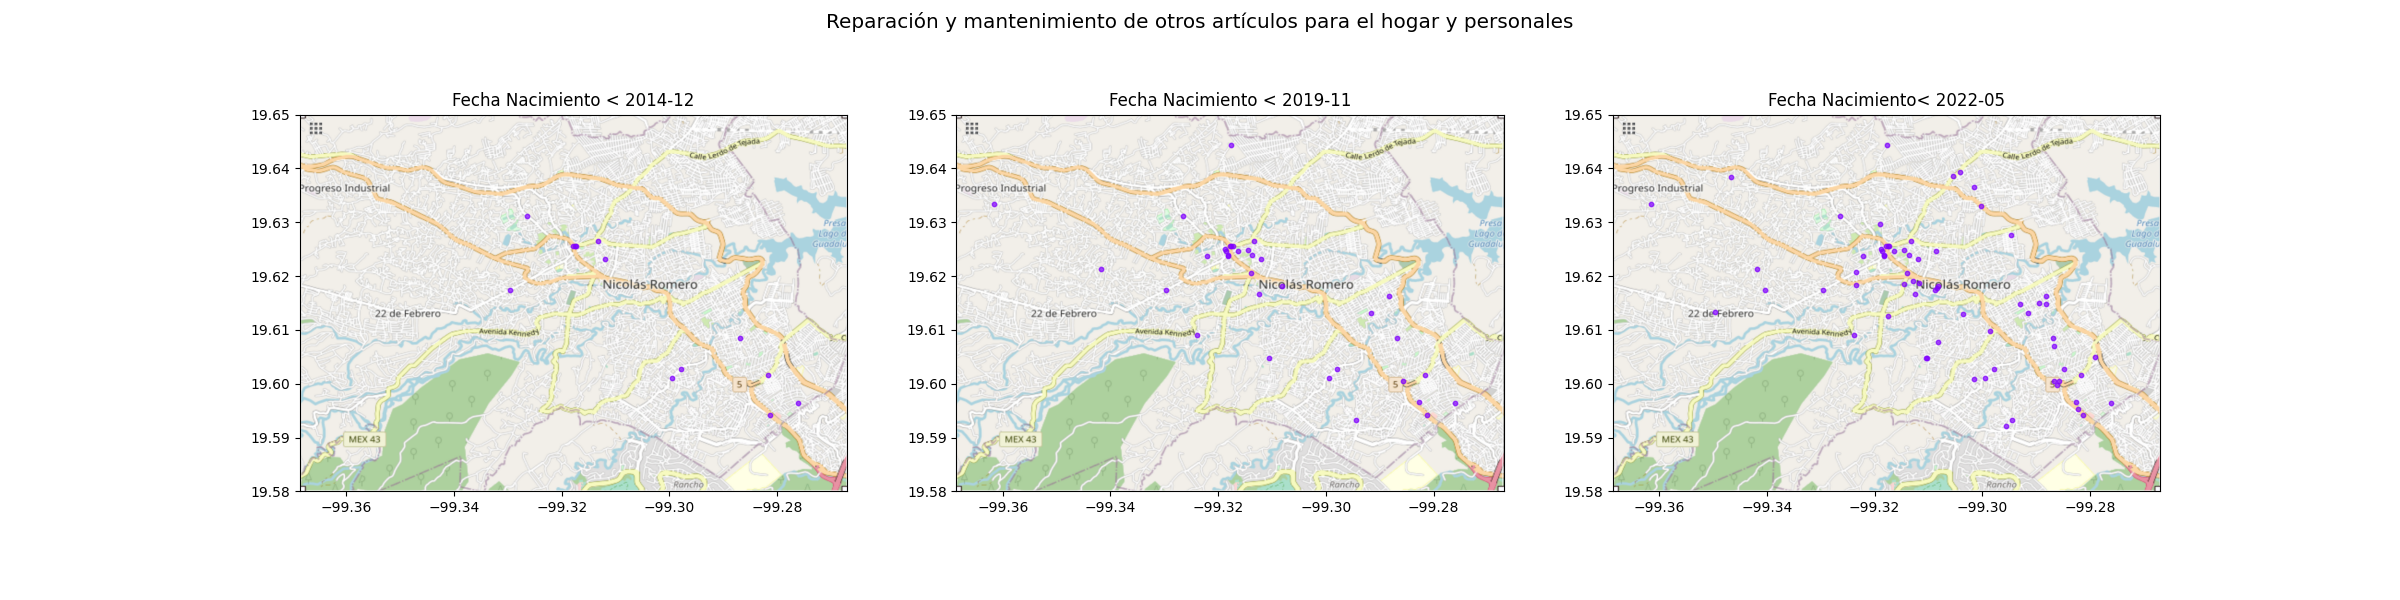 Reparación y mantenimiento de otros artículos para el hogar y personales
Fecha Nacimiento < 2014-12
19.65
19.64
19.63
19.62
19.61
19.60
19.59
19.58
−99.36
−99.34
−99.32
−99.30
−99.28
Calle Lerdo de Tejada
Progreso Industrial
Presa
Lago d
Guadalu
Nicolás Romero
22 de Febrero
Avenida Kennedy
5
MEX 43
Rancho
Fecha Nacimiento < 2019-11
19.65
19.64
19.63
19.62
19.61
19.60
19.59
19.58
−99.36
−99.34
−99.32
−99.30
−99.28
Calle Lerdo de Tejada
Progreso Industrial
Presa
Lago d
Guadalu
Nicolás Romero
22 de Febrero
Avenida Kennedy
5
MEX 43
Rancho
Fecha Nacimiento< 2022-05
19.65
19.64
19.63
19.62
19.61
19.60
19.59
19.58
−99.36
−99.34
−99.32
−99.30
−99.28
Calle Lerdo de Tejada
Progreso Industrial
Presa
Lago d
Guadalu
Nicolás Romero
22 de Febrero
Avenida Kennedy
5
MEX 43
Rancho